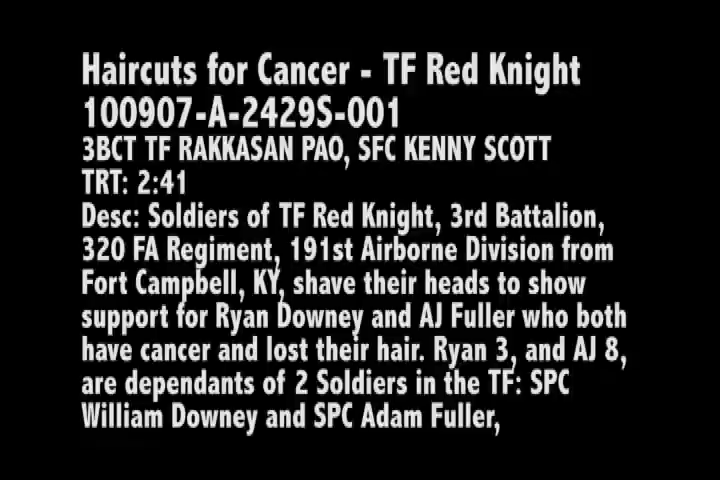 Haircuts for Cancer - TF Red Knight
100907-A-2429S-001
3BCT TF RAKKASAN PAO, SFC KENNY SCOTT
TRT: 2:41
Desc: Soldiers of TF Red Knight, 3rd Battalion,
320 FA Regiment, 191st Airborne Division from
Fort Campbell, KY, shave their heads to show
support for Ryan Downey and AJ Fuller who both
have cancer and lost their hair. Ryan 3, and AJ 8,
are dependants of 2 Soldiers in the TF: SPC
William Downey and SPC Adam Fuller,